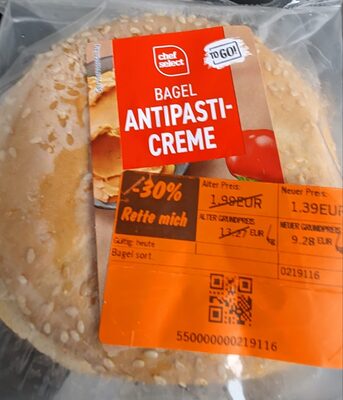 chef
select
TO GO!
BAGEL
ANTIPASTI-
CREME
-30%
Rette mich
Alter Preis:
1.99EUR
Neuer Preis:
1.39EUR
ALTER GRUNDPREIS
13.27 EUR/kg
NEUER GRUNDPREIS
9.28 EUR/kg
Gültig: heute
Bagel sort.
0219116
550000000219116